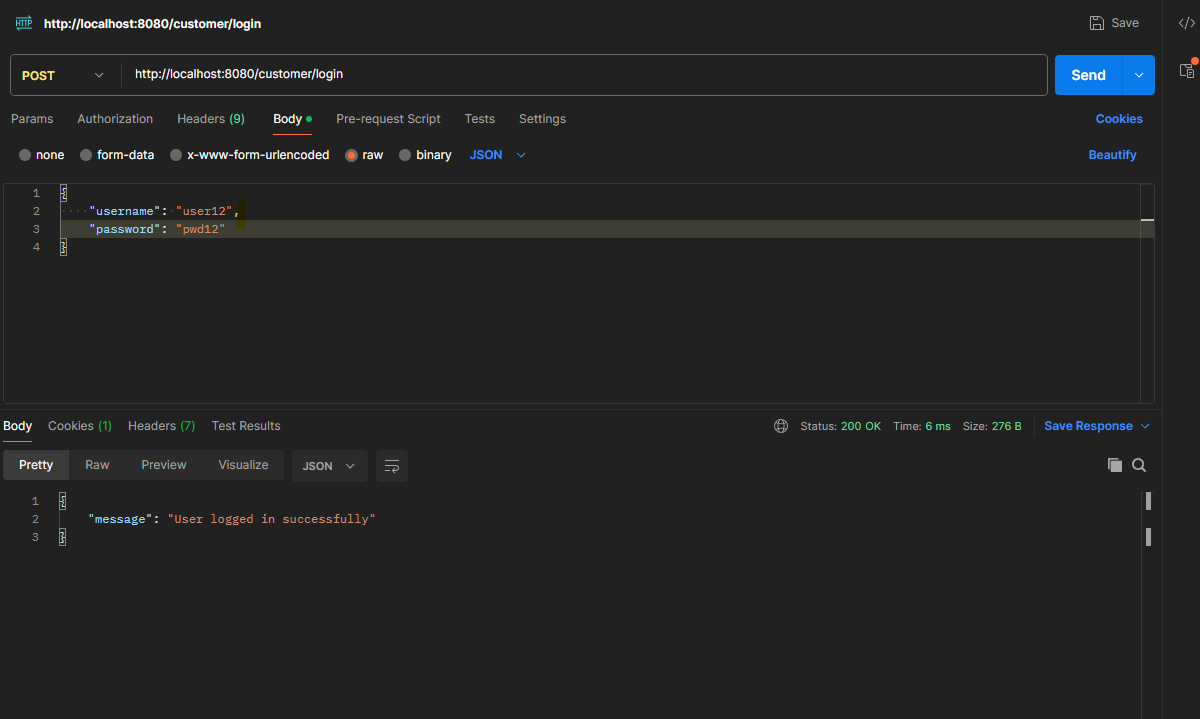 HTTP http://localhost:8080/customer/login Save
POST http://localhost:8080/customer/login Send
Params Authorization Headers (9) Body Pre-request Script Tests Settings Cookies
none form-data x-www-form-urlencoded raw binary JSON Beautify
1 {
2 "username": "user12",
3 "password": "pwd12"
4 }
Body Cookies (1) Headers (7) Test Results Status: 200 OK Time: 6 ms Size: 276 B Save Response
Pretty Raw Preview Visualize JSON
1 {
2 "message": "User logged in successfully"
3 }